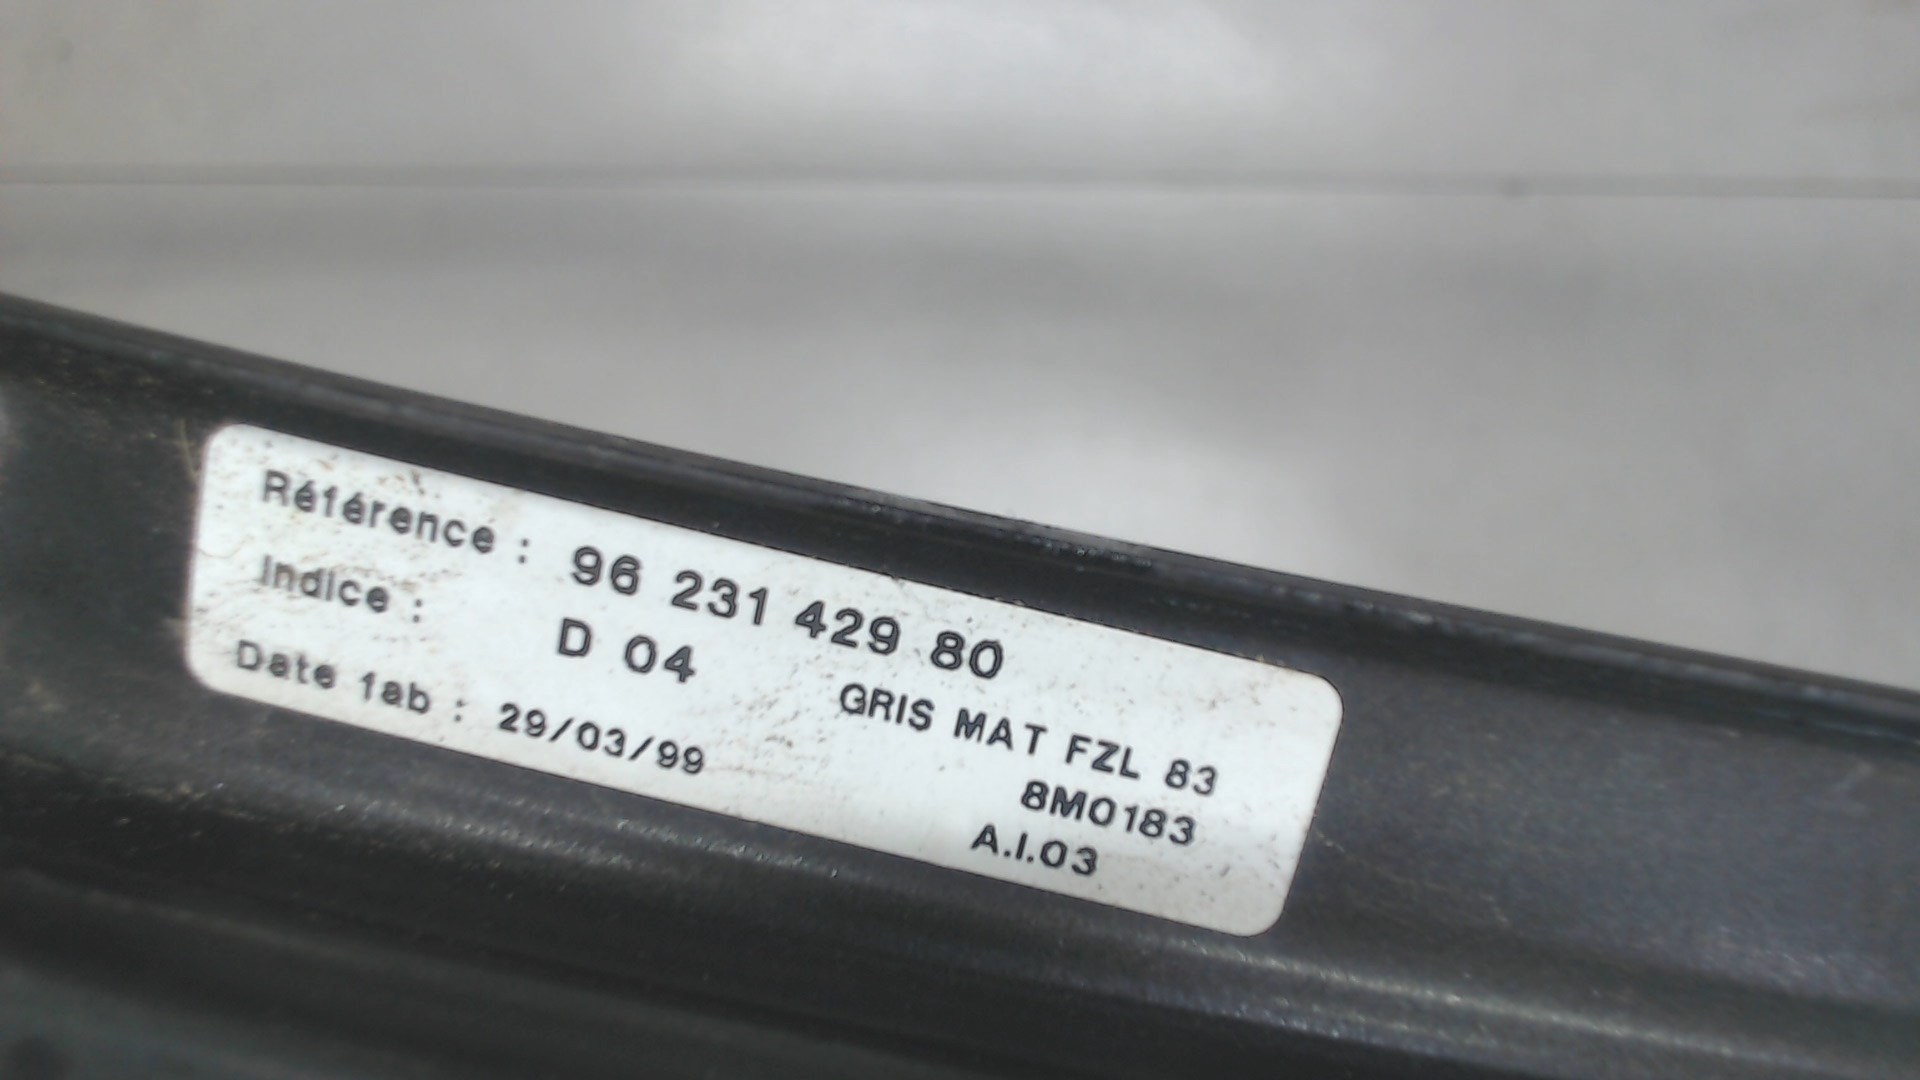 Référence : 96 231 429 80
Indice : D 04
GRIS MAT FZL 83
Date fab : 29/03/99
8M0183
A.I.03